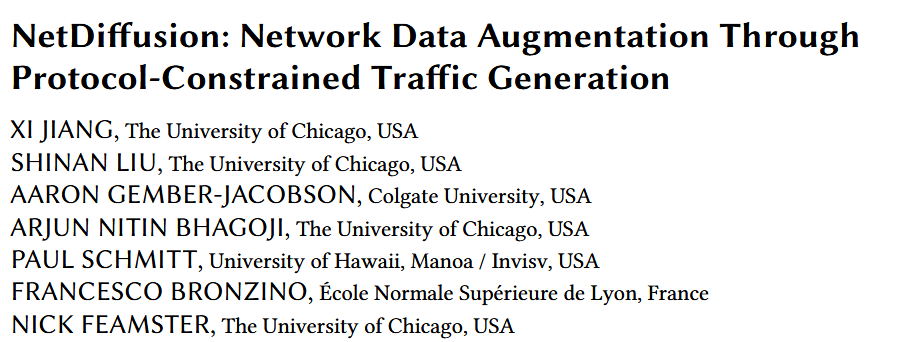 NetDiffusion: Network Data Augmentation Through
Protocol-Constrained Traffic Generation
XI JIANG, The University of Chicago, USA
SHINAN LIU, The University of Chicago, USA
AARON GEMBER-JACOBSON, Colgate University, USA
ARJUN NITIN BHAGOJI, The University of Chicago, USA
PAUL SCHMITT, University of Hawaii, Manoa / Invisv, USA
FRANCESCO BRONZINO, École Normale Supérieure de Lyon, France
NICK FEAMSTER, The University of Chicago, USA